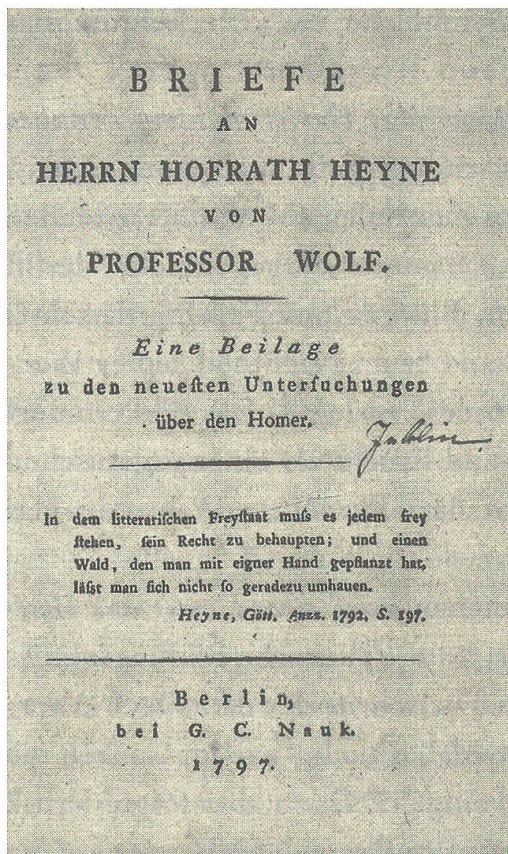 BRIEFE
AN
HERRN HOFRATH HEYNE
VON
PROFESSOR WOLF.
Eine Beilage
zu den neueſten Unterſuchungen
über den Homer.
In dem litterariſchen Freyſtaat muſs es jedem frey
ſtehen, ſein Recht zu behaupten; und einen
Wald, den man mit eigner Hand gepflanzt hat,
läſst man ſich nicht ſo geradezu umhauen.
Heyne, Gött. Anzz. 1792. S. 197.
Berlin,
bei G. C. Nauk.
1797.